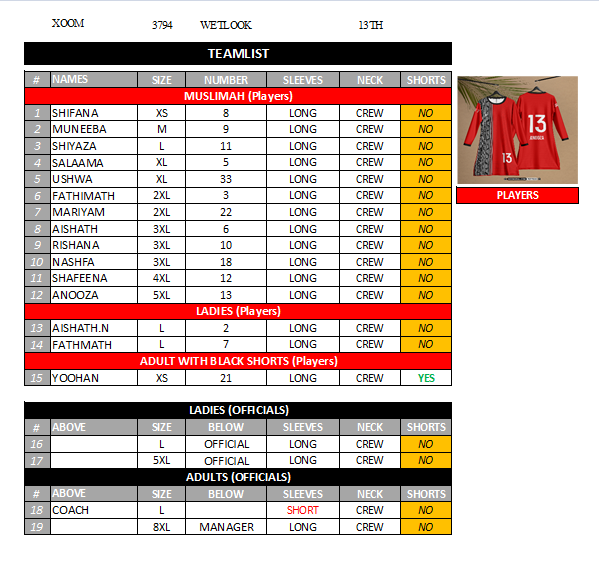 XOOM 3794 WETLOOK 13TH
TEAMLIST
# NAMES SIZE NUMBER SLEEVES NECK SHORTS
MUSLIMAH (Players)
1 SHIFANA XS 8 LONG CREW NO
2 MUNEEBA M 9 LONG CREW NO
3 SHIYAZA L 11 LONG CREW NO
4 SALAAMA XL 5 LONG CREW NO
5 USHWA XL 33 LONG CREW NO
6 FATHIMATH 2XL 3 LONG CREW NO
7 MARIYAM 2XL 22 LONG CREW NO
8 AISHATH 3XL 6 LONG CREW NO
9 RISHANA 3XL 10 LONG CREW NO
10 NASHFA 3XL 18 LONG CREW NO
11 SHAFEENA 4XL 12 LONG CREW NO
12 ANOOZA 5XL 13 LONG CREW NO
LADIES (Players)
13 AISHATH.N L 2 LONG CREW NO
14 FATHMATH L 7 LONG CREW NO
ADULT WITH BLACK SHORTS (Players)
15 YOOHAN XS 21 LONG CREW YES
13
13
PLAYERS
LADIES (OFFICIALS)
# ABOVE SIZE BELOW SLEEVES NECK SHORTS
16 L OFFICIAL LONG CREW NO
17 5XL OFFICIAL LONG CREW NO
ADULTS (OFFICIALS)
# ABOVE SIZE BELOW SLEEVES NECK SHORTS
18 COACH L SHORT CREW NO
19 8XL MANAGER LONG CREW NO